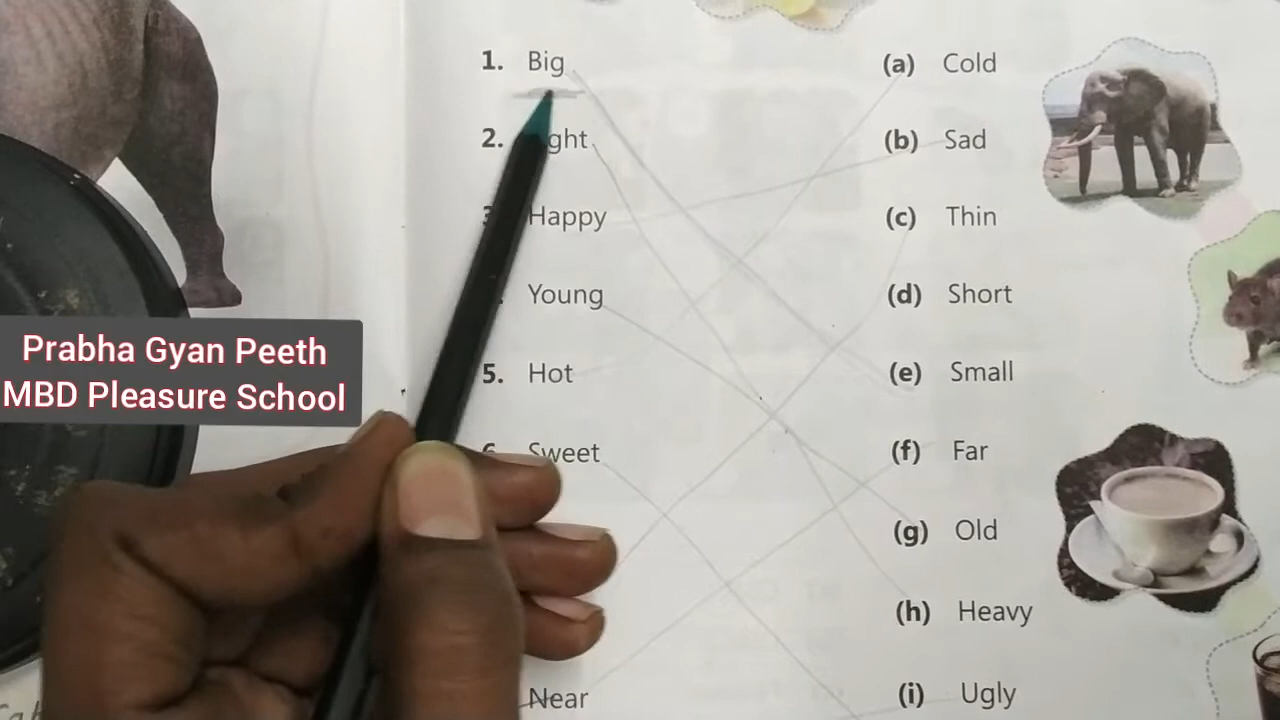 1. Big
(a) Cold
2.
(b) Sad
Happy
(c) Thin
Young
(d) Short
5. Hot
(e) Small
Sweet
(f) Far
(g) Old
(h) Heavy
Near
(i) Ugly
Prabha Gyan Peeth
MBD Pleasure School